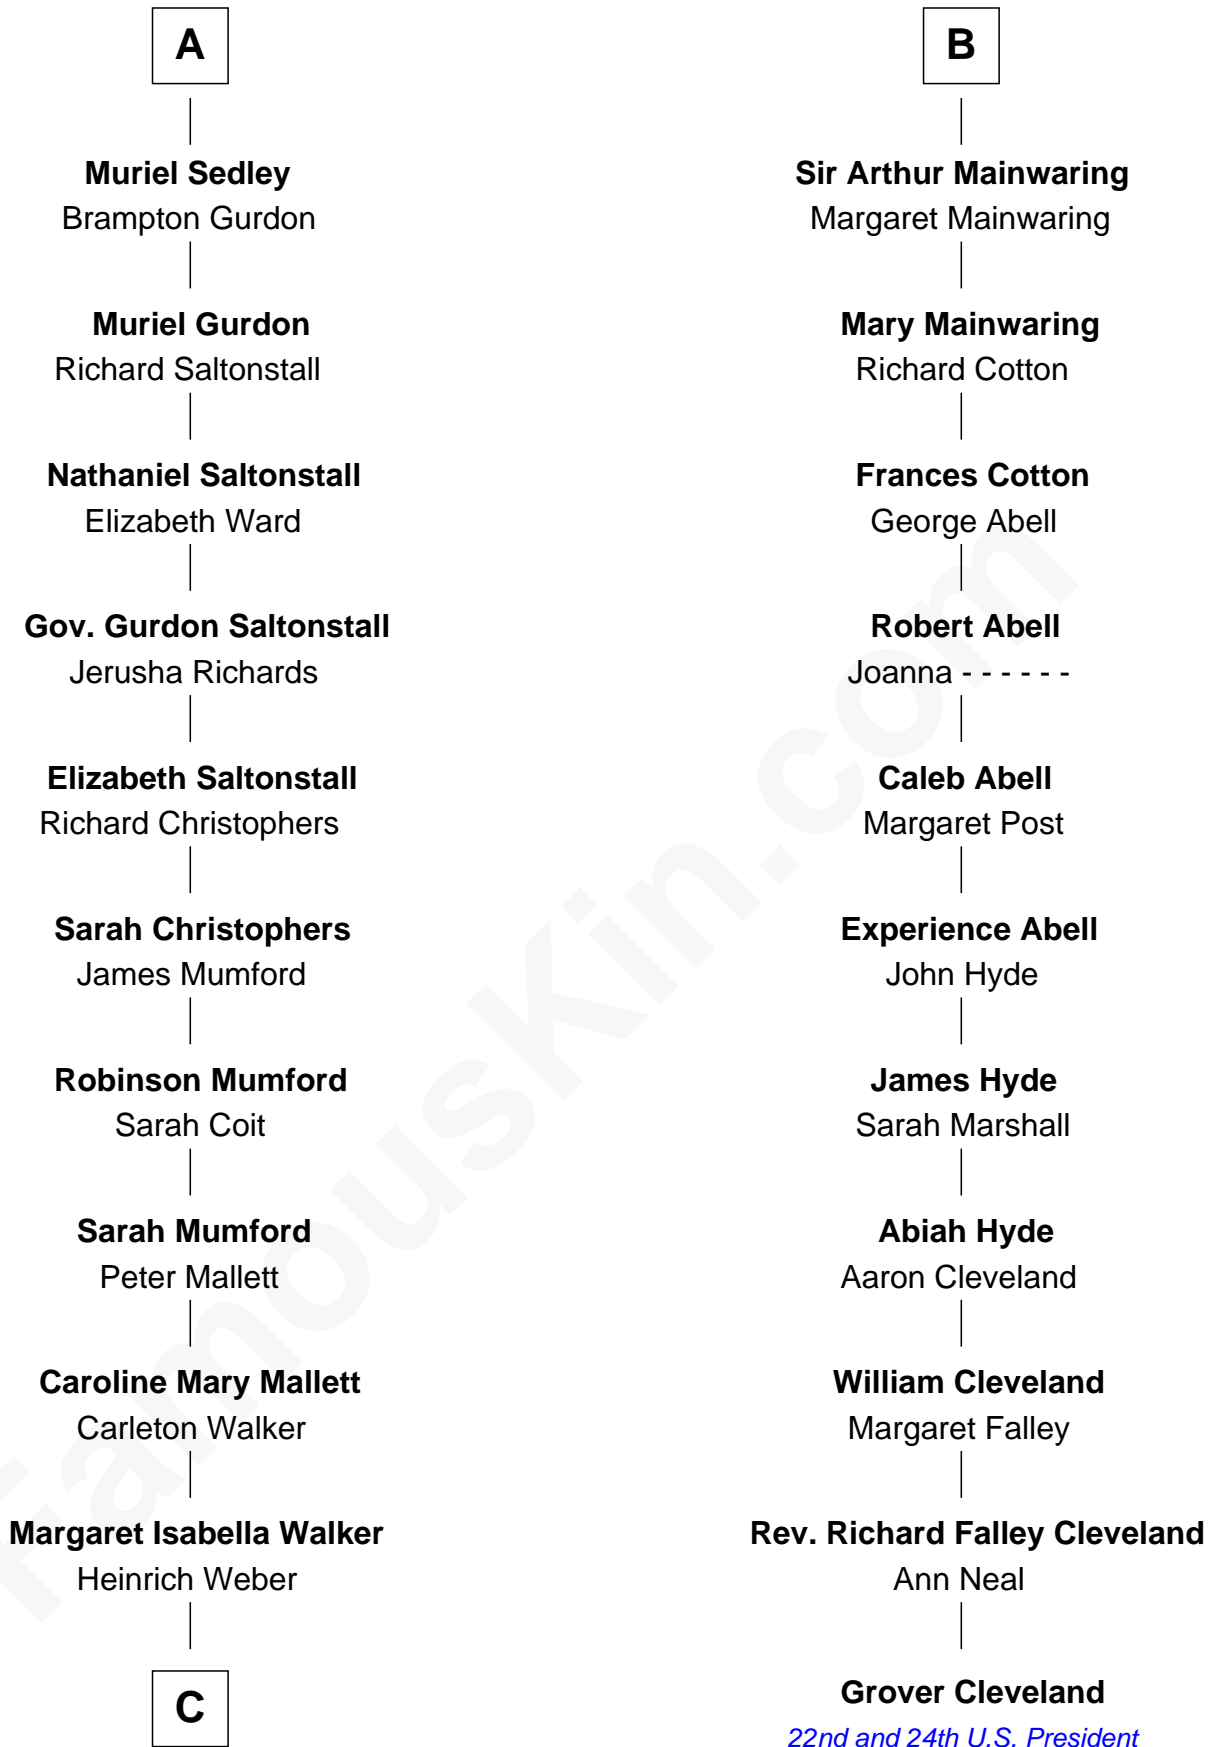 A
Muriel Sedley
Brampton Gurdon
Muriel Gurdon
Richard Saltonstall
Nathaniel Saltonstall
Elizabeth Ward
Gov. Gurdon Saltonstall
Jerusha Richards
Elizabeth Saltonstall
Richard Christophers
Sarah Christophers
James Mumford
Robinson Mumford
Sarah Coit
Sarah Mumford
Peter Mallett
Caroline Mary Mallett
Carleton Walker
Margaret Isabella Walker
Heinrich Weber
C
B
Sir Arthur Mainwaring
Margaret Mainwaring
Mary Mainwaring
Richard Cotton
Frances Cotton
George Abell
Robert Abell
Joanna - - - - - -
Caleb Abell
Margaret Post
Experience Abell
John Hyde
James Hyde
Sarah Marshall
Abiah Hyde
Aaron Cleveland
William Cleveland
Margaret Falley
Rev. Richard Falley Cleveland
Ann Neal
Grover Cleveland
22nd and 24th U.S. President
FamousKin.com